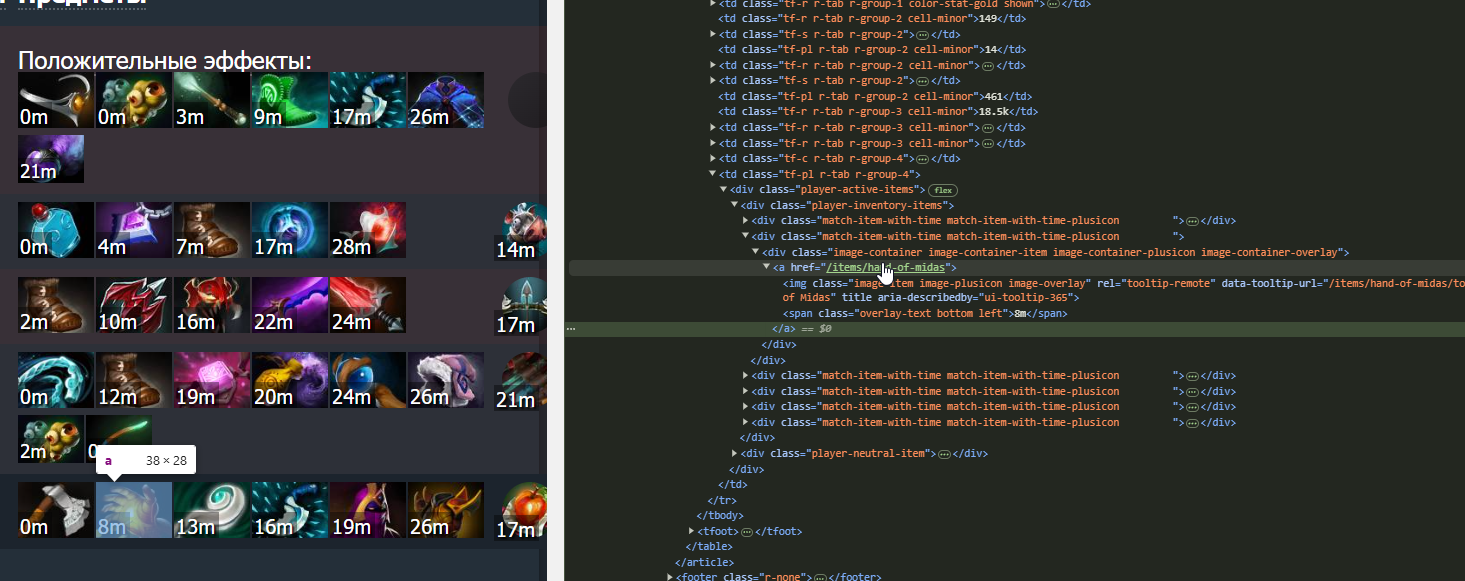 Предметы
Положительные эффекты:
0m 0m 3m 9m 17m 26m
21m
0m 4m 7m 17m 28m 14m
2m 10m 16m 22m 24m 17m
0m 12m 19m 20m 24m 26m 21m
2m
a 38 × 28
0m 8m 13m 16m 19m 26m 17m
<td class="tf-r r-tab r-group-1 color-stat-gold shown">…</td>
<td class="tf-r r-tab r-group-2 cell-minor">149</td>
<td class="tf-s r-tab r-group-2">…</td>
<td class="tf-pl r-tab r-group-2 cell-minor">14</td>
<td class="tf-r r-tab r-group-2 cell-minor">…</td>
<td class="tf-s r-tab r-group-2">…</td>
<td class="tf-pl r-tab r-group-2 cell-minor">461</td>
<td class="tf-r r-tab r-group-3 cell-minor">18.5k</td>
<td class="tf-r r-tab r-group-3 cell-minor">…</td>
<td class="tf-r r-tab r-group-3 cell-minor">…</td>
<td class="tf-c r-tab r-group-4">…</td>
<td class="tf-pl r-tab r-group-4">
<div class="player-active-items"> flex
<div class="player-inventory-items">
<div class="match-item-with-time match-item-with-time-plusicon ">…</div>
<div class="match-item-with-time match-item-with-time-plusicon ">
<div class="image-container image-container-item image-container-plusicon image-container-overlay">
<a href="/items/hand-of-midas">
<img class="image-item image-plusicon image-overlay" rel="tooltip-remote" data-tooltip-url="/items/hand-of-midas/to
of Midas" title aria-describedby="ui-tooltip-365">
<span class="overlay-text bottom left">8m</span>
… </a> == $0
</div>
</div>
<div class="match-item-with-time match-item-with-time-plusicon ">…</div>
<div class="match-item-with-time match-item-with-time-plusicon ">…</div>
<div class="match-item-with-time match-item-with-time-plusicon ">…</div>
<div class="match-item-with-time match-item-with-time-plusicon ">…</div>
</div>
<div class="player-neutral-item">…</div>
</div>
</td>
</tr>
</tbody>
<tfoot>…</tfoot>
</table>
</article>
<footer class="r-none">…</footer>